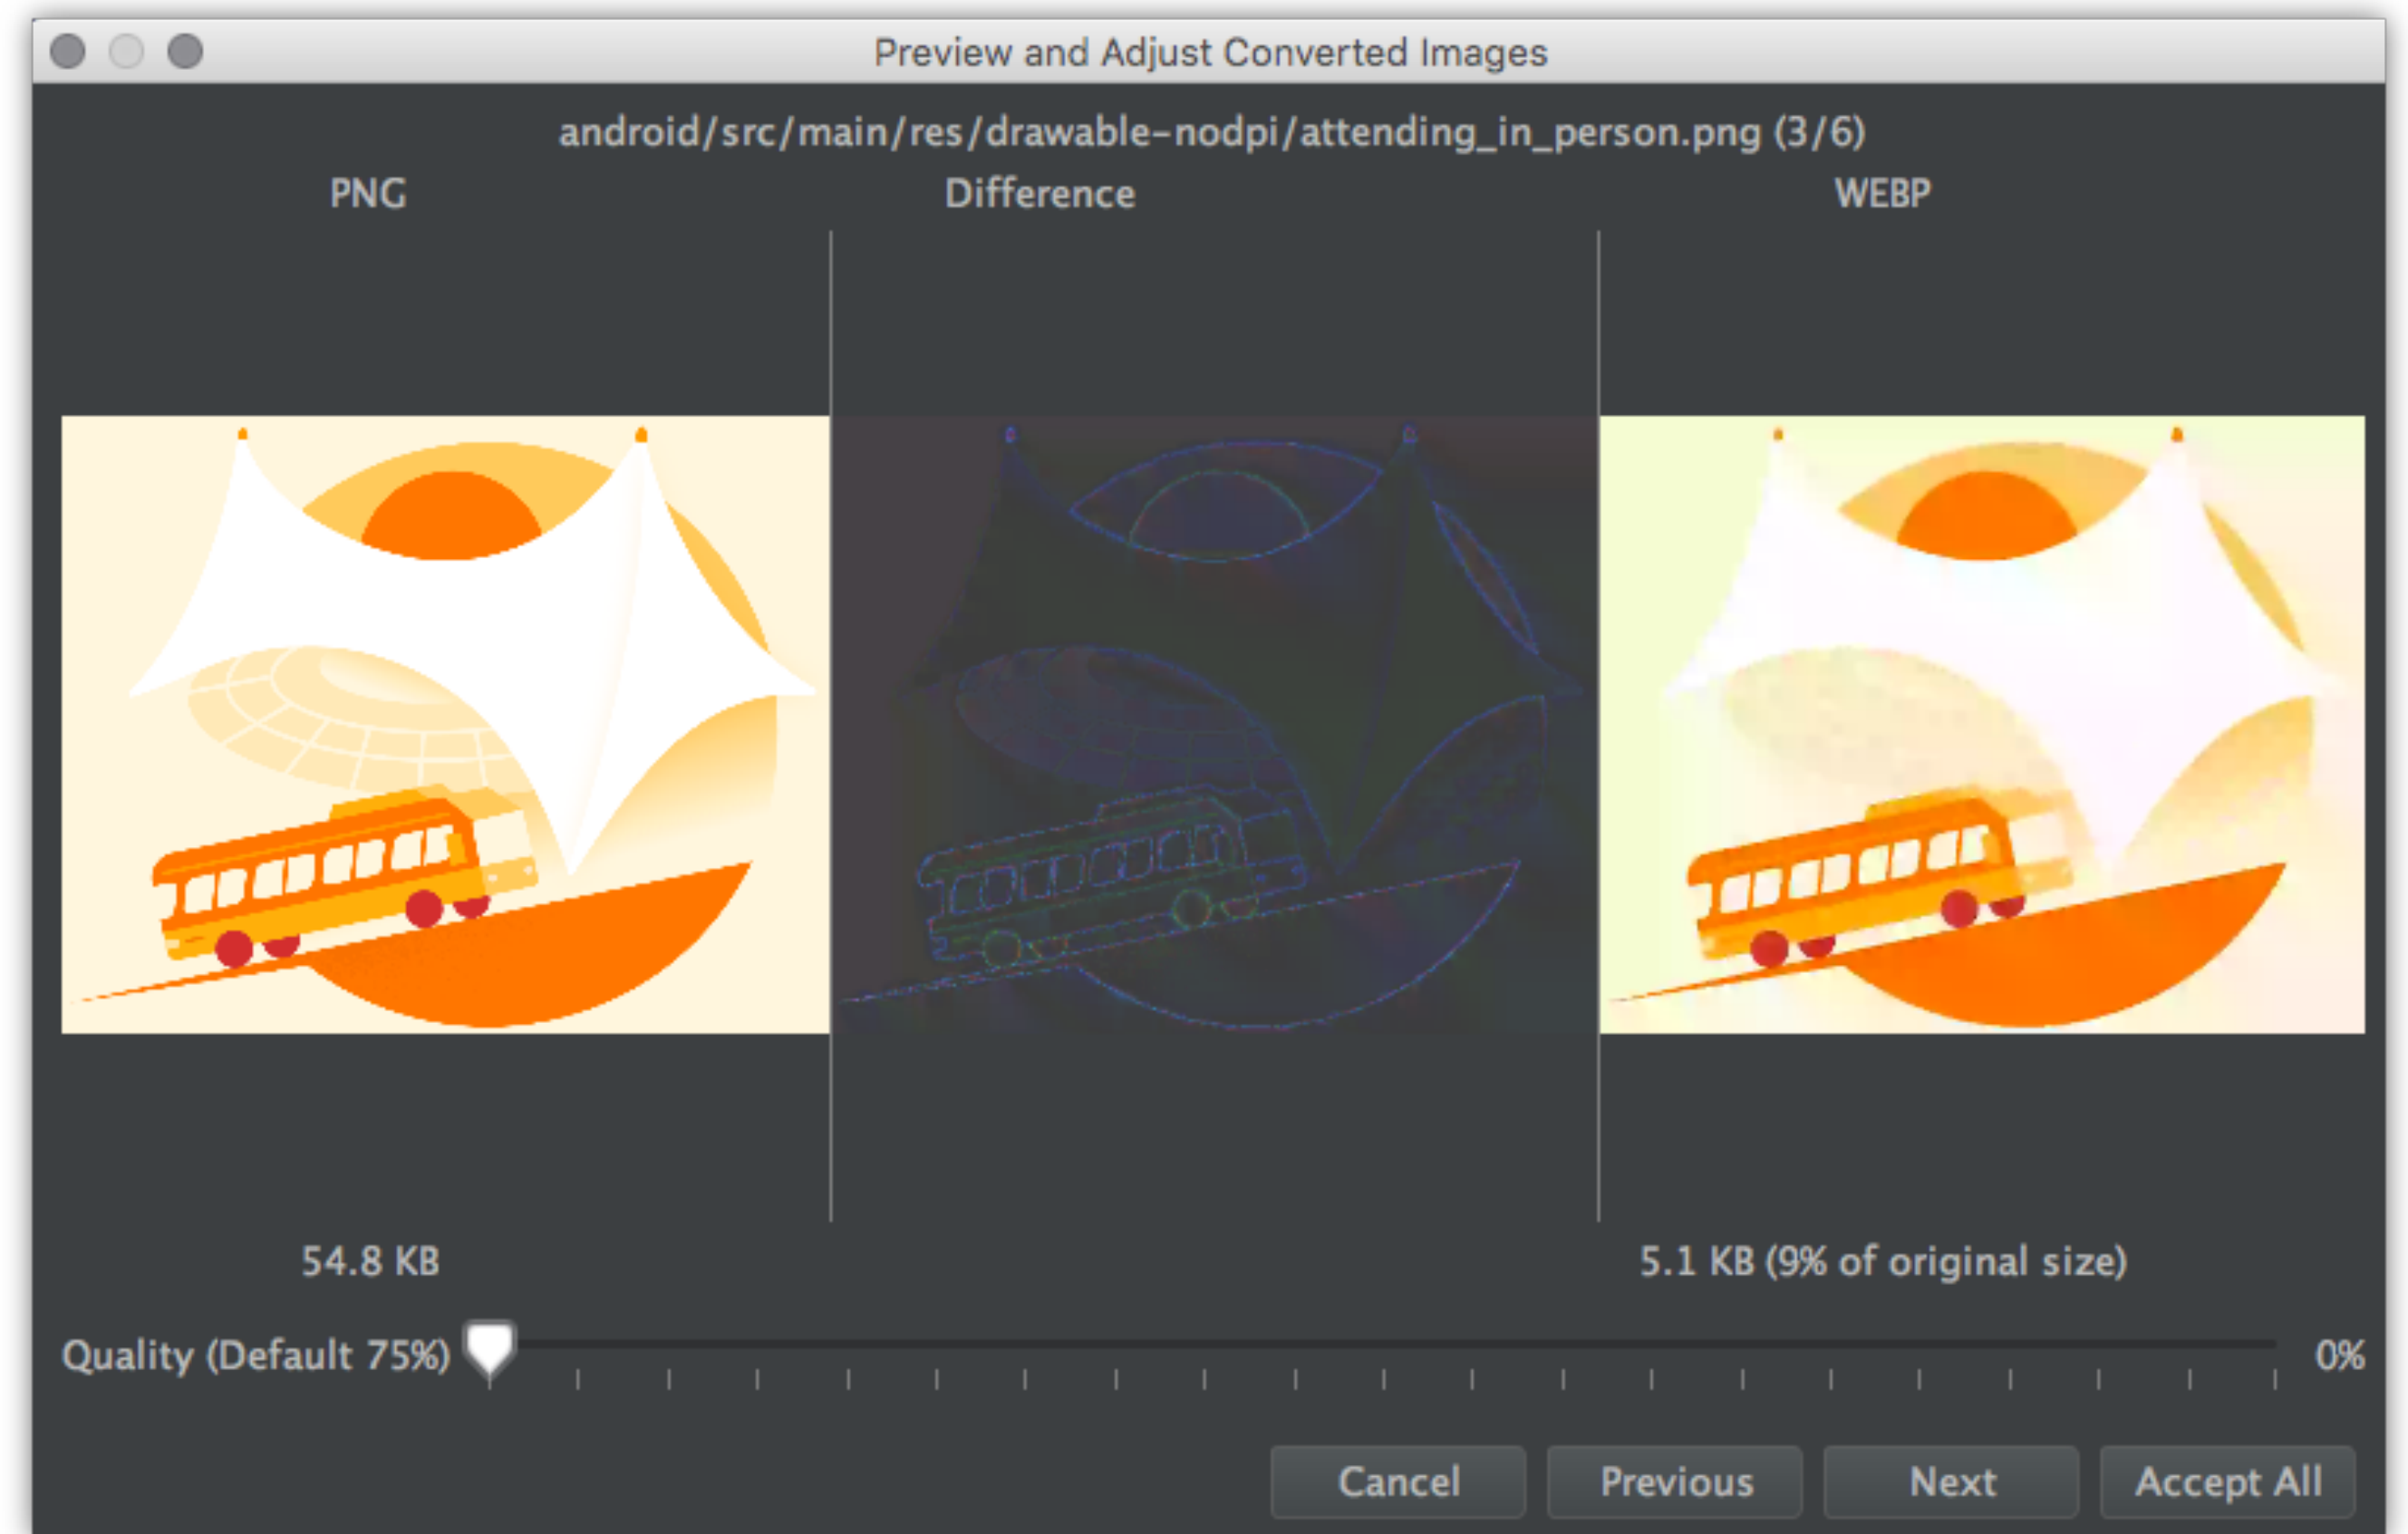 Preview and Adjust Converted Images
android/src/main/res/drawable-nodpi/attending_in_person.png (3/6)
PNG Difference WEBP
54.8 KB 5.1 KB (9% of original size)
Quality (Default 75%) 0%
Cancel Previous Next Accept All